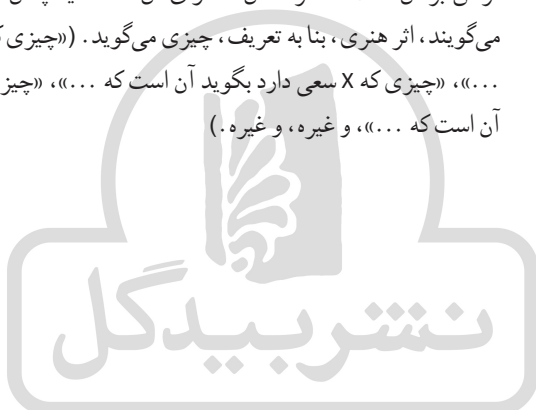 می‌گویند، اثر هنری، بنا به تعریف، چیزی می‌گوید. («چیزی
...»، «چیزی که X سعی دارد بگوید آن است که ...»، «چیز
آن است که ...»، و غیره، و غیره.)
نشر بیدگل